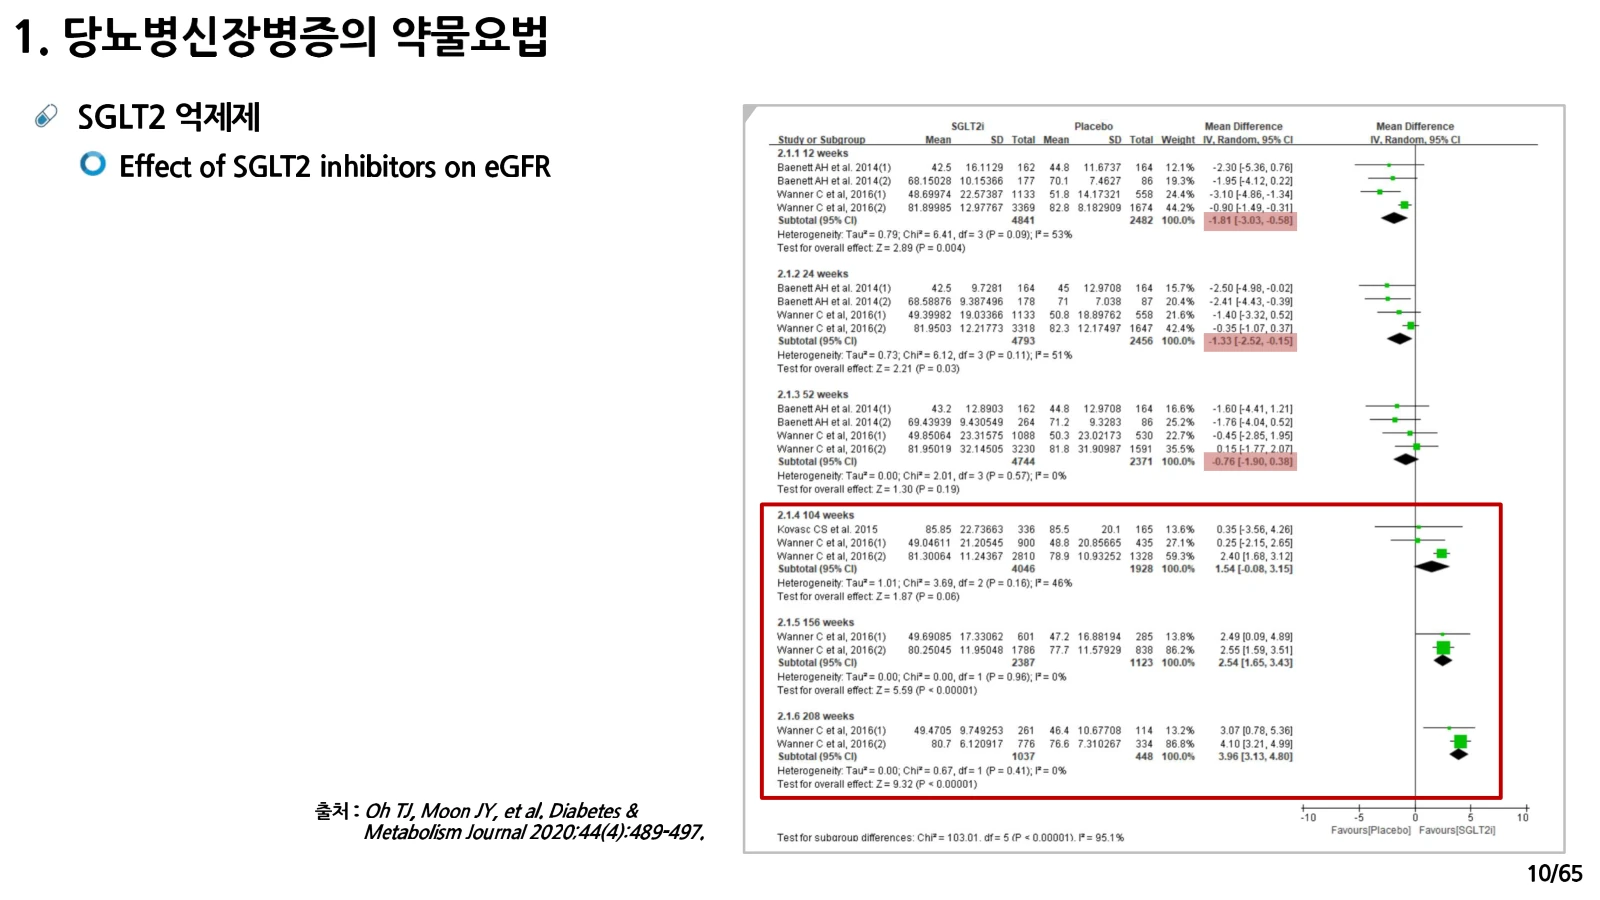 1. 당뇨병신장병증의 약물요법
SGLT2 억제제
Effect of SGLT2 inhibitors on eGFR
출처 : Oh TJ, Moon JY, et al. Diabetes &
Metabolism Journal 2020;44(4):489-497.
SGLT2i Placebo Mean Difference Mean Difference
Study or Subgroup Mean SD Total Mean SD Total Weight IV, Random, 95% CI IV, Random, 95% CI
2.1.1 12 weeks
Baenett AH et al. 2014(1) 42.5 16.1129 162 44.8 11.6737 164 12.1% -2.30 [-5.36, 0.76]
Baenett AH et al. 2014(2) 68.15028 10.15366 177 70.1 7.4627 86 19.3% -1.95 [-4.12, 0.22]
Wanner C et al, 2016(1) 48.69974 22.57387 1133 51.8 14.17321 558 24.4% -3.10 [-4.86, -1.34]
Wanner C et al, 2016(2) 81.89985 12.97767 3369 82.8 8.182909 1674 44.2% -0.90 [-1.49, -0.31]
Subtotal (95% CI) 4841 2482 100.0% -1.81 [-3.03, -0.58]
Heterogeneity: Tau² = 0.79; Chi² = 6.41, df = 3 (P = 0.09); I² = 53%
Test for overall effect: Z = 2.89 (P = 0.004)
2.1.2 24 weeks
Baenett AH et al. 2014(1) 42.5 9.7281 164 45 12.9708 164 15.7% -2.50 [-4.98, -0.02]
Baenett AH et al. 2014(2) 68.58876 9.387496 178 71 7.038 87 20.4% -2.41 [-4.43, -0.39]
Wanner C et al, 2016(1) 49.39982 19.03366 1133 50.8 18.89762 558 21.6% -1.40 [-3.32, 0.52]
Wanner C et al, 2016(2) 81.9503 12.21773 3318 82.3 12.17497 1647 42.4% -0.35 [-1.07, 0.37]
Subtotal (95% CI) 4793 2456 100.0% -1.33 [-2.52, -0.15]
Heterogeneity: Tau² = 0.73; Chi² = 6.12, df = 3 (P = 0.11); I² = 51%
Test for overall effect: Z = 2.21 (P = 0.03)
2.1.3 52 weeks
Baenett AH et al. 2014(1) 43.2 12.8903 162 44.8 12.9708 164 16.6% -1.60 [-4.41, 1.21]
Baenett AH et al. 2014(2) 69.43939 9.430549 264 71.2 9.3283 86 25.2% -1.76 [-4.04, 0.52]
Wanner C et al, 2016(1) 49.85064 23.31575 1088 50.3 23.02173 530 22.7% -0.45 [-2.85, 1.95]
Wanner C et al, 2016(2) 81.95019 32.14505 3230 81.8 31.90987 1591 35.5% 0.15 [-1.77, 2.07]
Subtotal (95% CI) 4744 2371 100.0% -0.76 [-1.90, 0.38]
Heterogeneity: Tau² = 0.00; Chi² = 2.01, df = 3 (P = 0.57); I² = 0%
Test for overall effect: Z = 1.30 (P = 0.19)
2.1.4 104 weeks
Kovasc CS et al. 2015 85.85 22.73663 336 85.5 20.1 165 13.6% 0.35 [-3.56, 4.26]
Wanner C et al, 2016(1) 49.04611 21.20545 900 48.8 20.85665 435 27.1% 0.25 [-2.15, 2.65]
Wanner C et al, 2016(2) 81.30064 11.24367 2810 78.9 10.93252 1328 59.3% 2.40 [1.68, 3.12]
Subtotal (95% CI) 4046 1928 100.0% 1.54 [-0.08, 3.15]
Heterogeneity: Tau² = 1.01; Chi² = 3.69, df = 2 (P = 0.16); I² = 46%
Test for overall effect: Z = 1.87 (P = 0.06)
2.1.5 156 weeks
Wanner C et al, 2016(1) 49.69085 17.33062 601 47.2 16.88194 285 13.8% 2.49 [0.09, 4.89]
Wanner C et al, 2016(2) 80.25045 11.95048 1786 77.7 11.57929 838 86.2% 2.55 [1.59, 3.51]
Subtotal (95% CI) 2387 1123 100.0% 2.54 [1.65, 3.43]
Heterogeneity: Tau² = 0.00; Chi² = 0.00, df = 1 (P = 0.96); I² = 0%
Test for overall effect: Z = 5.59 (P < 0.00001)
2.1.6 208 weeks
Wanner C et al, 2016(1) 49.4705 9.749253 261 46.4 10.67708 114 13.2% 3.07 [0.78, 5.36]
Wanner C et al, 2016(2) 80.7 6.120917 776 76.6 7.310267 334 86.8% 4.10 [3.21, 4.99]
Subtotal (95% CI) 1037 448 100.0% 3.96 [3.13, 4.80]
Heterogeneity: Tau² = 0.00; Chi² = 0.67, df = 1 (P = 0.41); I² = 0%
Test for overall effect: Z = 9.32 (P < 0.00001)
-10 -5 0 5 10
Favours[Placebo] Favours[SGLT2i]
Test for subgroup differences: Chi² = 103.01, df = 5 (P < 0.00001), I² = 95.1%
10/65